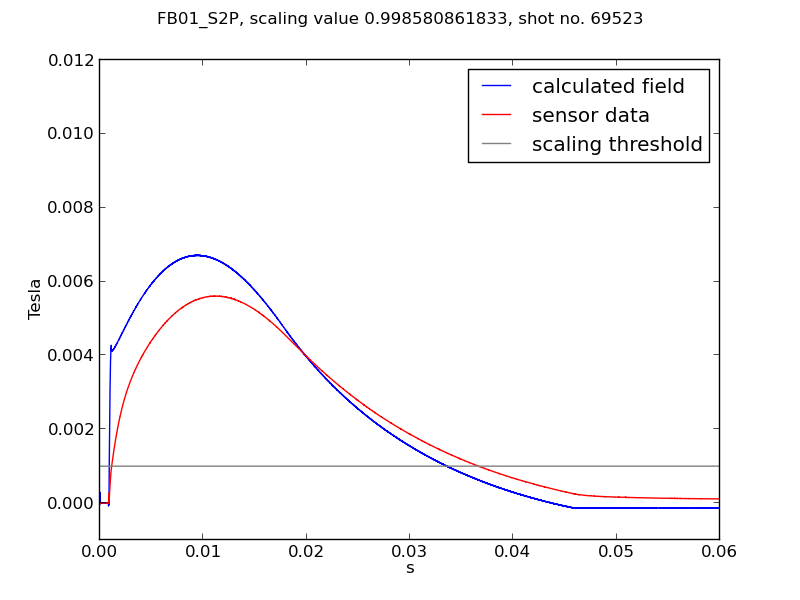 FB01_S2P, scaling value 0.998580861833, shot no. 69523
calculated field
sensor data
scaling threshold
0.012
0.010
0.008
0.006
0.004
0.002
0.000
Tesla
0.00 0.01 0.02 0.03 0.04 0.05 0.06
s